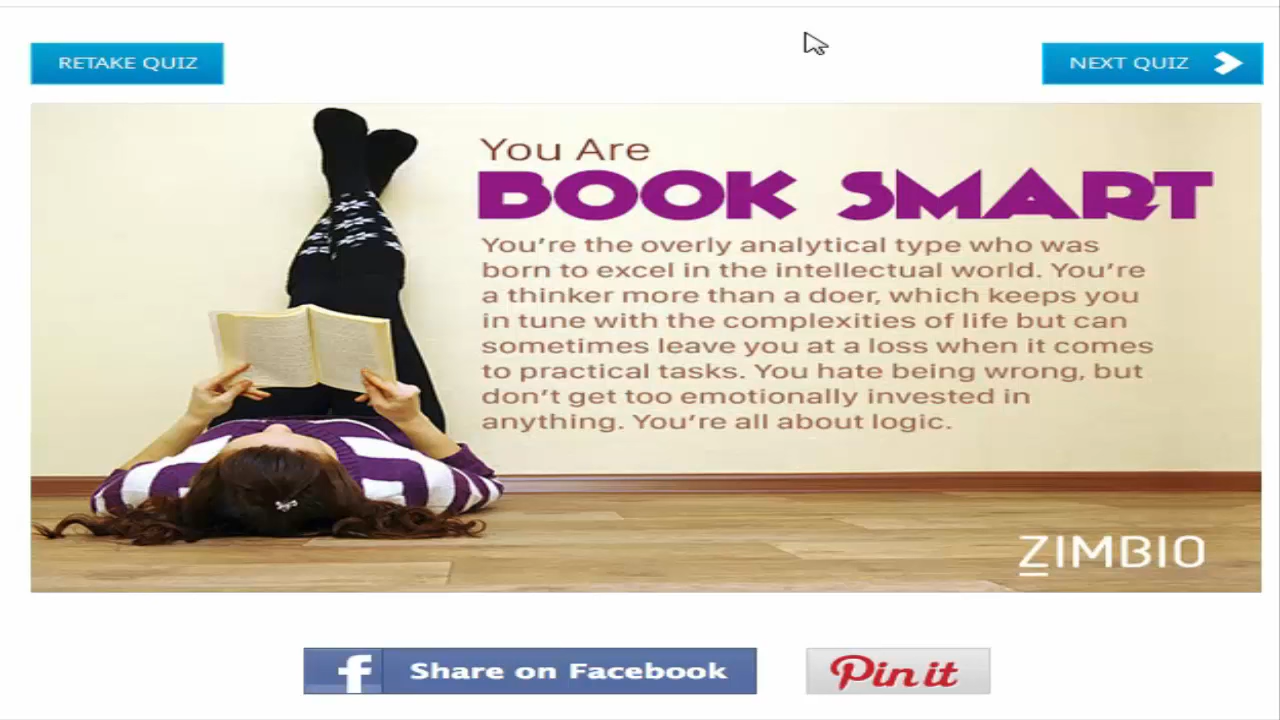 RETAKE QUIZ
NEXT QUIZ
You Are
BOOK SMART
You're the overly analytical type who was
born to excel in the intellectual world. You're
a thinker more than a doer, which keeps you
in tune with the complexities of life but can
sometimes leave you at a loss when it comes
to practical tasks. You hate being wrong, but
don't get too emotionally invested in
anything. You're all about logic.
ZIMBIO
f Share on Facebook
Pin it